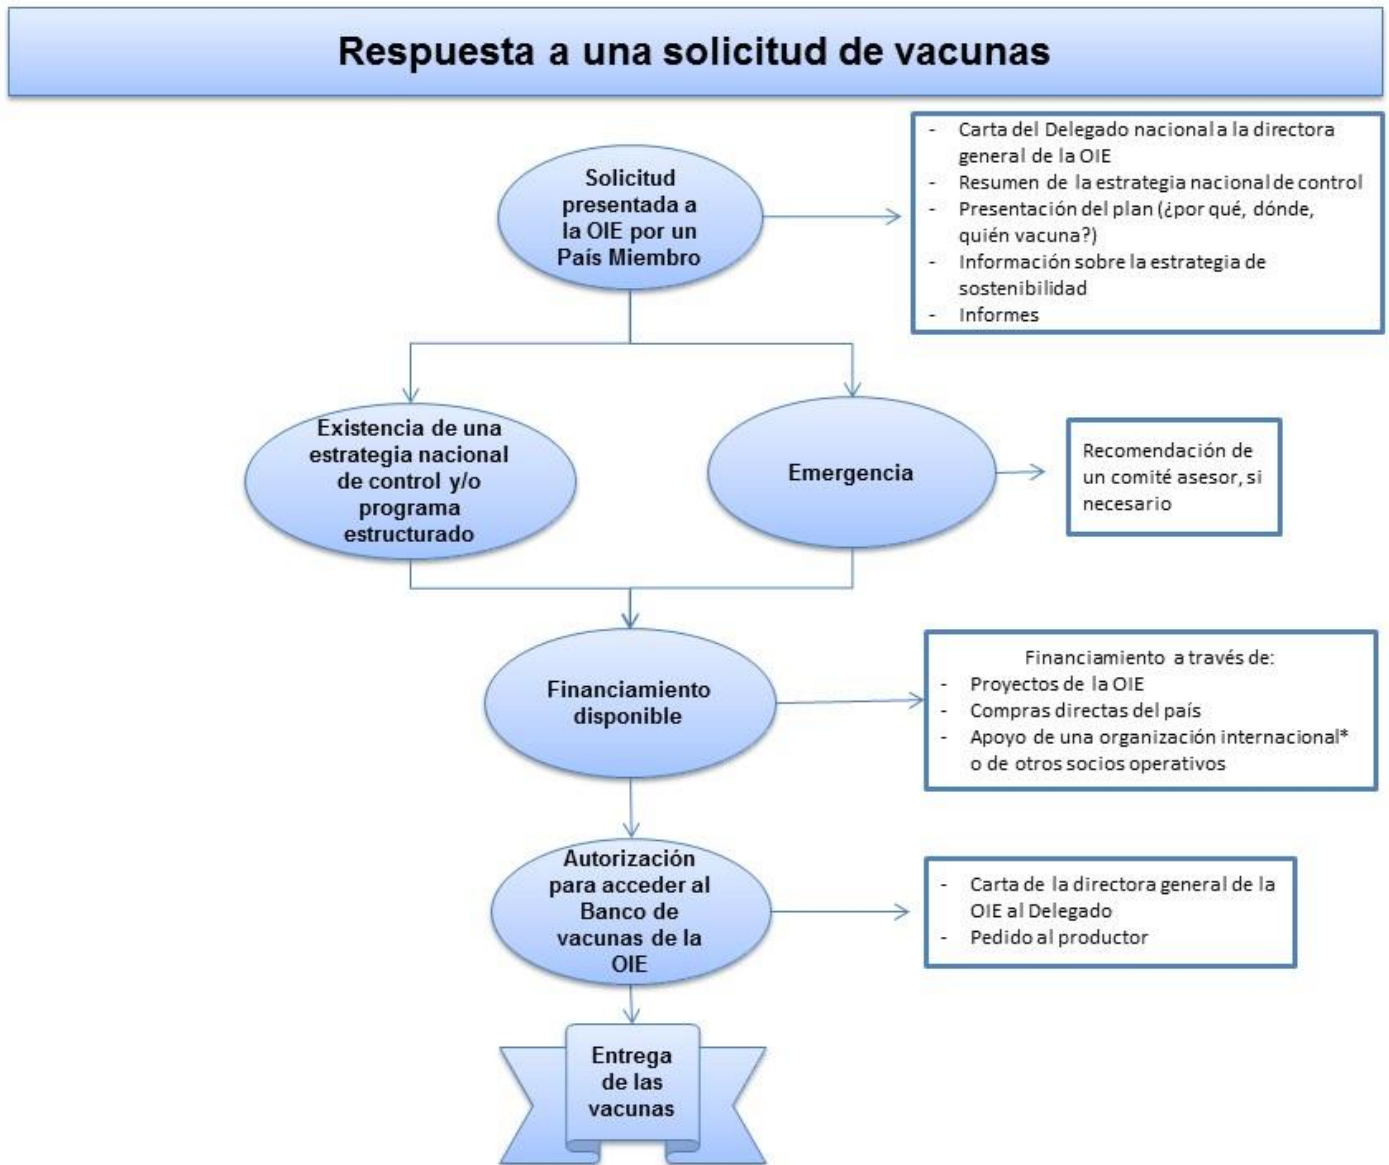 Respuesta a una solicitud de vacunas
Solicitud
presentada a
la OIE por un
País Miembro
- Carta del Delegado nacional a la directora
general de la OIE
- Resumen de la estrategia nacional de control
- Presentación del plan (¿por qué, dónde,
quién vacuna?)
- Información sobre la estrategia de
sostenibilidad
- Informes
Existencia de una
estrategia nacional
de control y/o
programa
estructurado
Emergencia
Recomendación de
un comité asesor, si
necesario
Financiamiento
disponible
Financiamiento a través de:
- Proyectos de la OIE
- Compras directas del país
- Apoyo de una organización internacional*
o de otros socios operativos
Autorización
para acceder al
Banco de
vacunas de la
OIE
- Carta de la directora general de la
OIE al Delegado
- Pedido al productor
Entrega
de las
vacunas